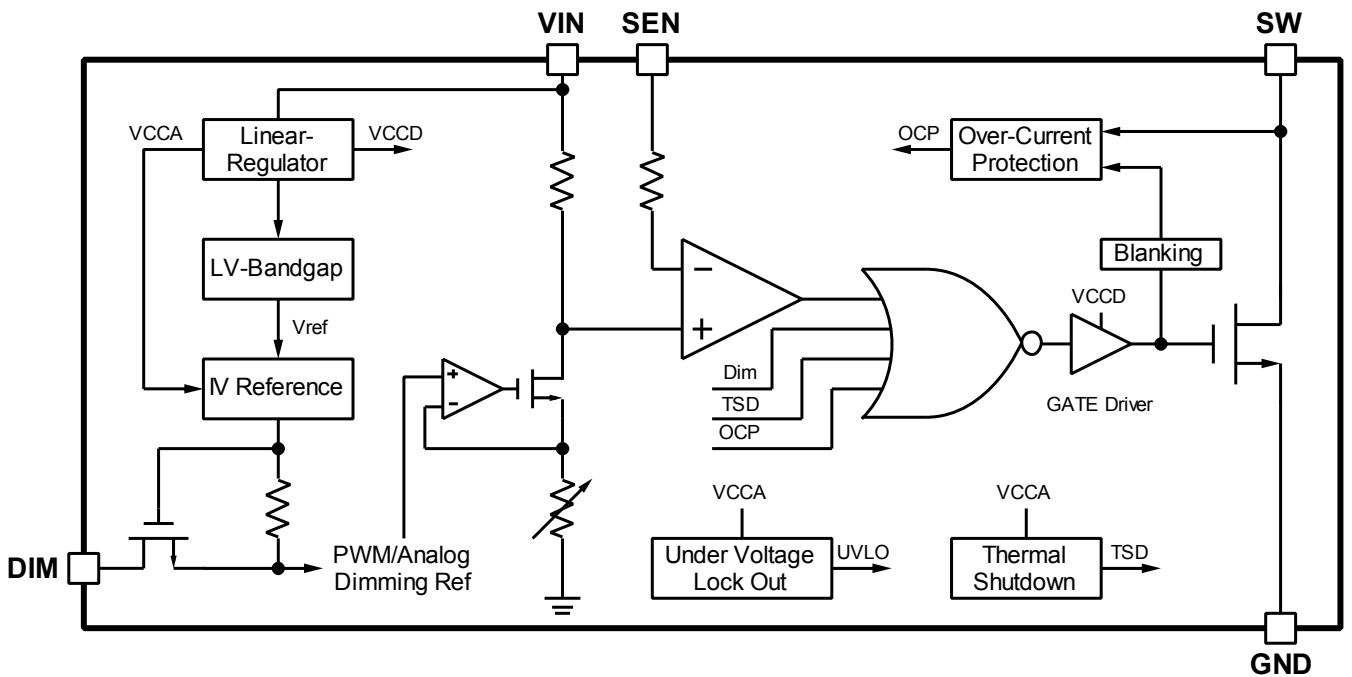 VIN
SEN
SW
VCCA
Linear-
Regulator
VCCD
OCP
Over-Current
Protection
LV-Bandgap
Blanking
Vref
VCCD
IV Reference
Dim
TSD
OCP
GATE Driver
+
-
−
+
DIM
PWM/Analog
Dimming Ref
VCCA
Under Voltage
Lock Out
UVLO
VCCA
Thermal
Shutdown
TSD
GND